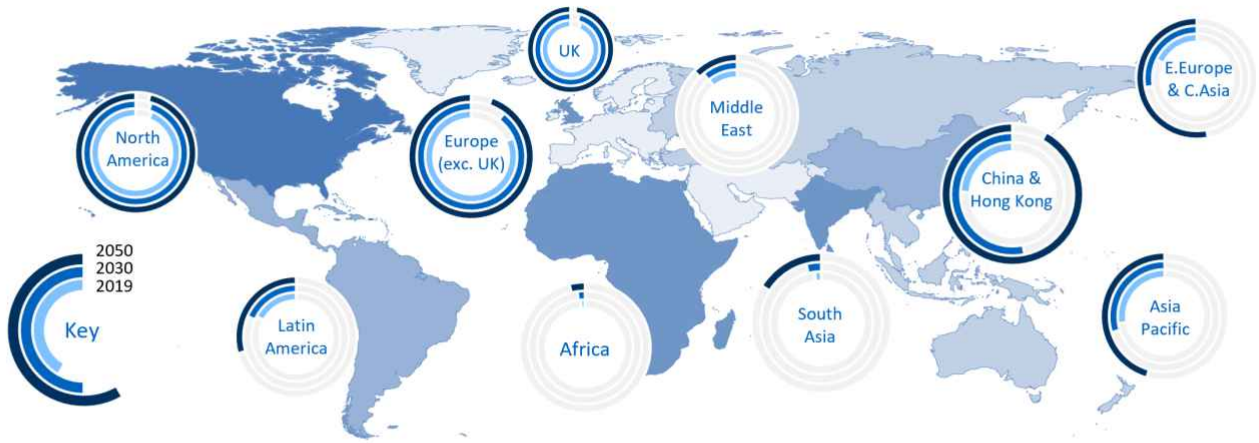 UK
E.Europe
& C.Asia
Middle
East
North
America
Europe
(exc. UK)
China &
Hong Kong
2050
2030
2019
Key
Latin
America
Africa
South
Asia
Asia
Pacific